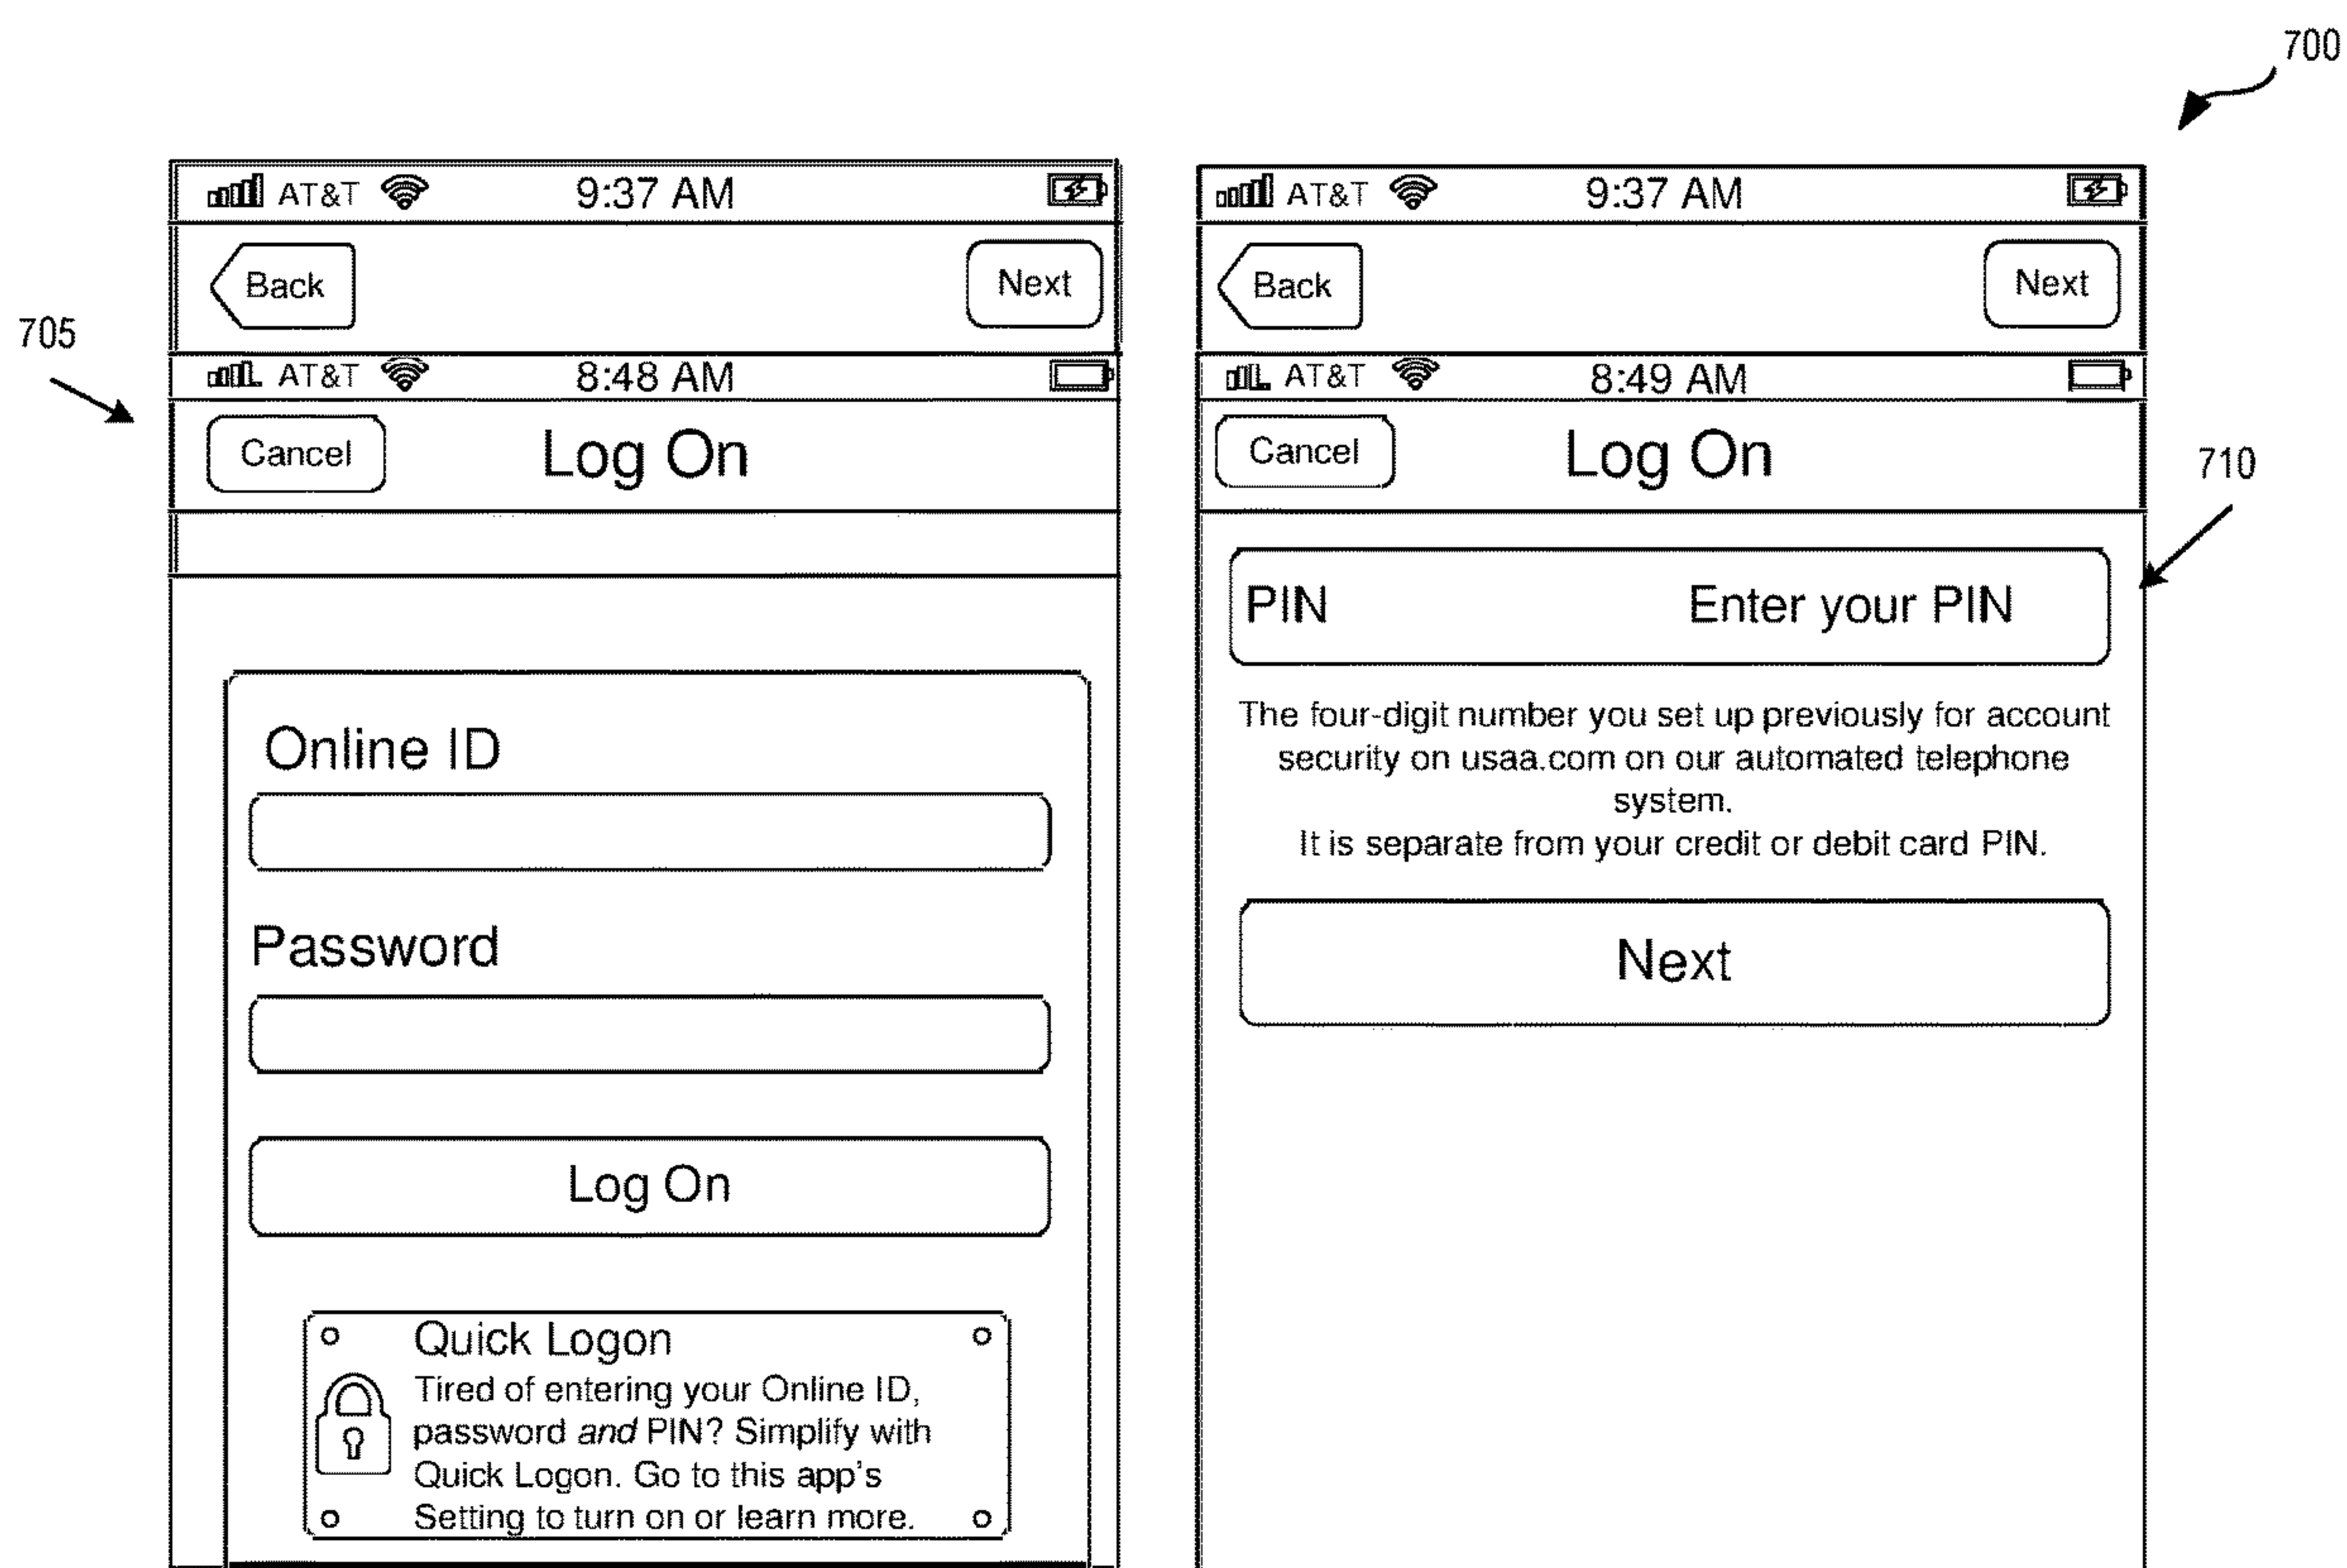 700
AT&T 9:37 AM
Back Next
705
AT&T 8:48 AM
Cancel Log On
Online ID
Password
Log On
Quick Logon
Tired of entering your Online ID,
password and PIN? Simplify with
Quick Logon. Go to this app's
Setting to turn on or learn more.
AT&T 9:37 AM
Back Next
AT&T 8:49 AM
Cancel Log On
710
PIN Enter your PIN
The four-digit number you set up previously for account
security on usaa.com on our automated telephone
system.
It is separate from your credit or debit card PIN.
Next